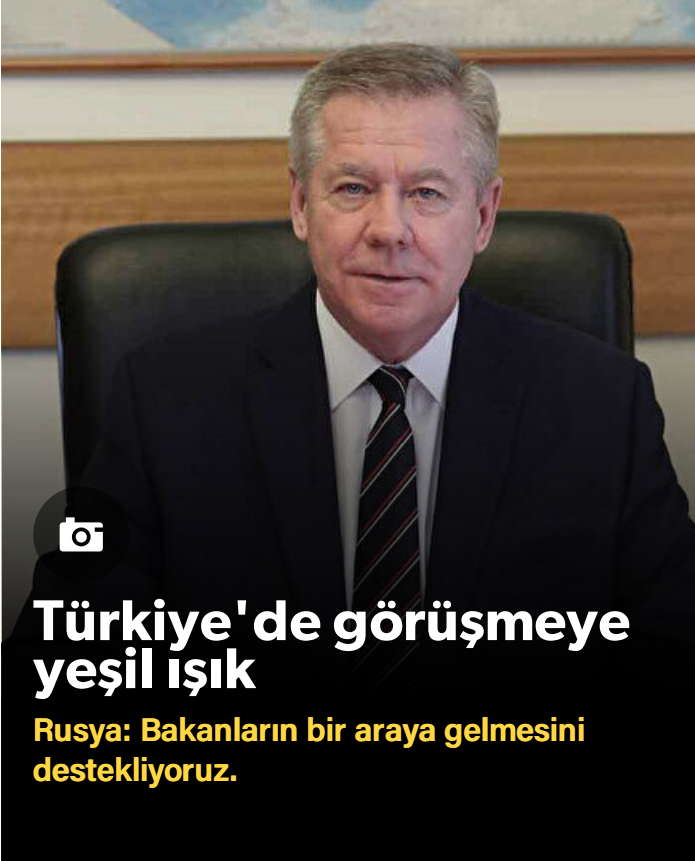 Türkiye'de görüşmeye
yeşil ışık
Rusya: Bakanların bir araya gelmesini
destekliyoruz.